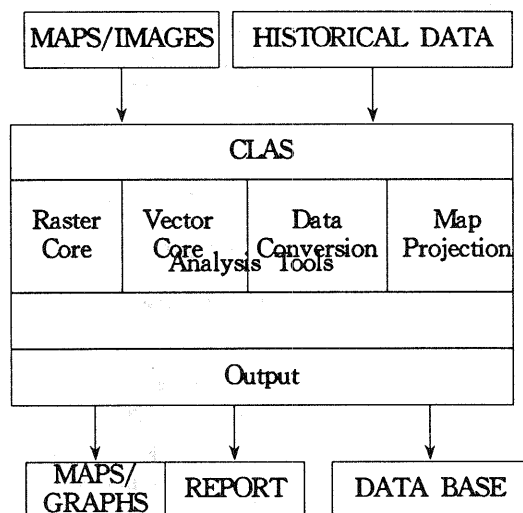 MAPS/IMAGES
HISTORICAL DATA
CLAS
Raster
Core
Vector
Core
Data
Conversion
Map
Projection
Analysis Tools
Output
MAPS/
GRAPHS
REPORT
DATA BASE